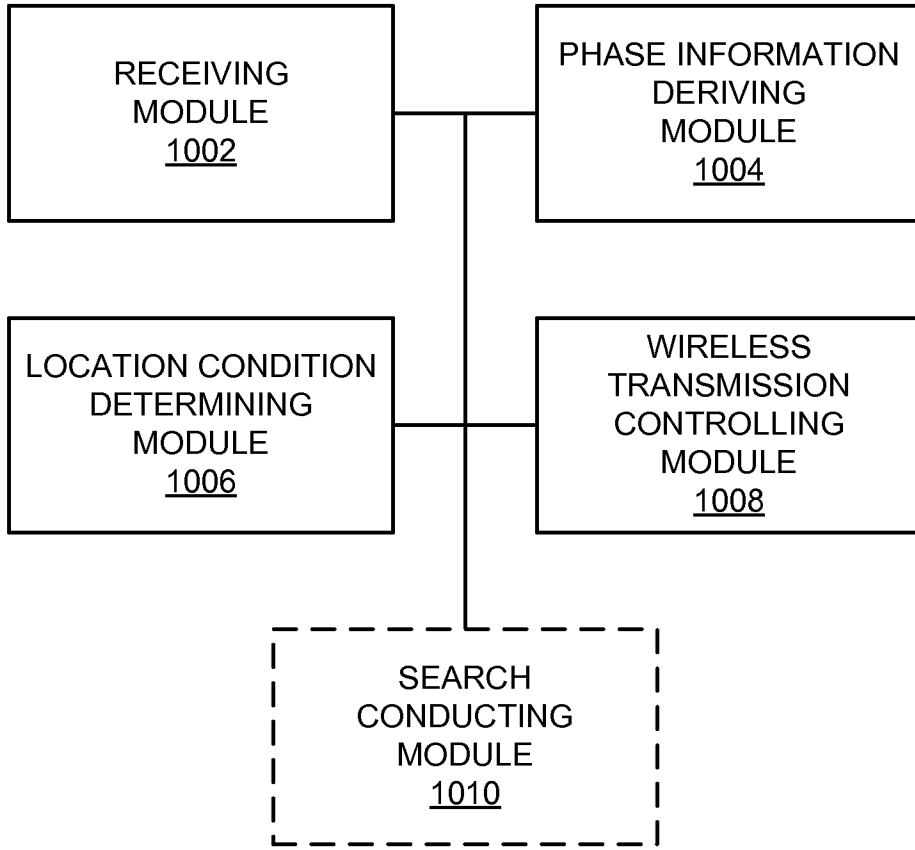 RECEIVING
MODULE
1002
PHASE INFORMATION
DERIVING
MODULE
1004
LOCATION CONDITION
DETERMINING
MODULE
1006
WIRELESS
TRANSMISSION
CONTROLLING
MODULE
1008
SEARCH
CONDUCTING
MODULE
1010